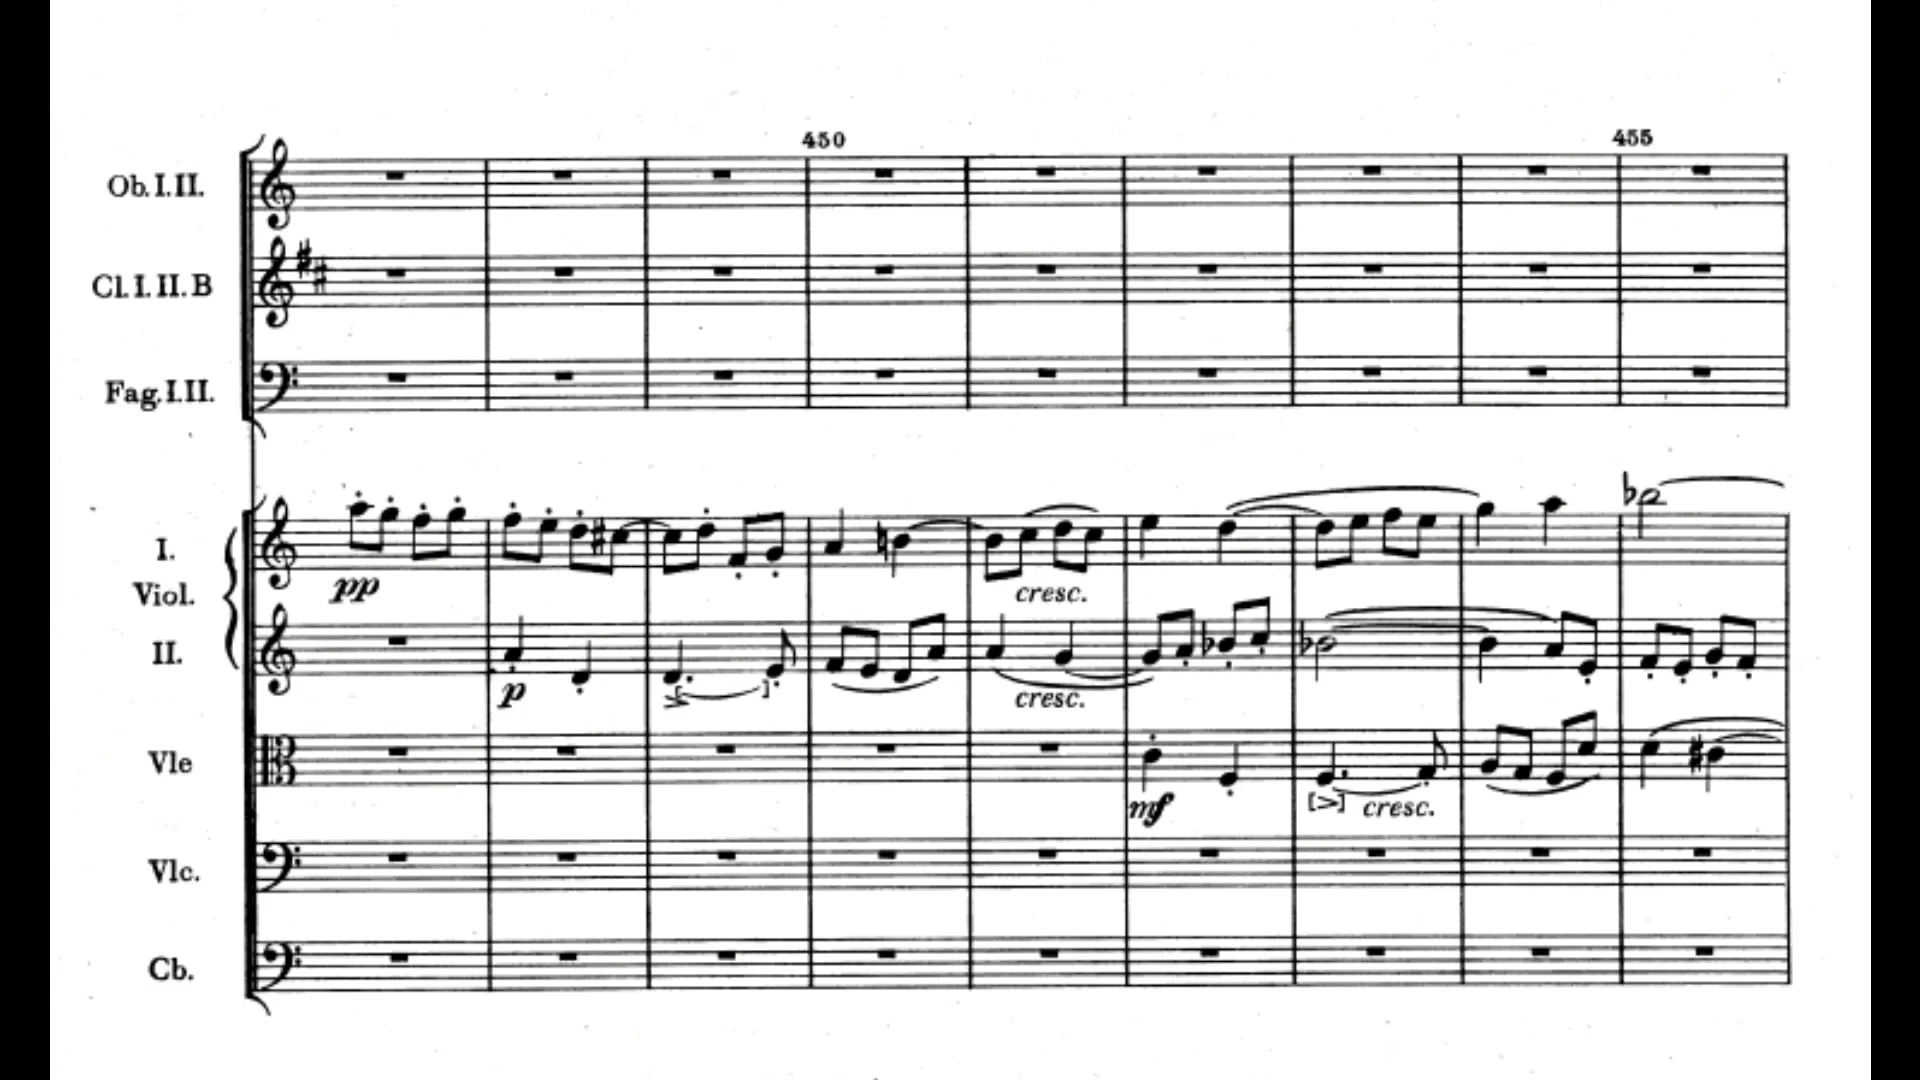 450 455
Ob. I. II.
Cl. I. II. B
Fag. I. II.
I.
Viol.
pp cresc.
II.
p cresc.
Vle
mf [>] cresc.
Vlc.
Cb.